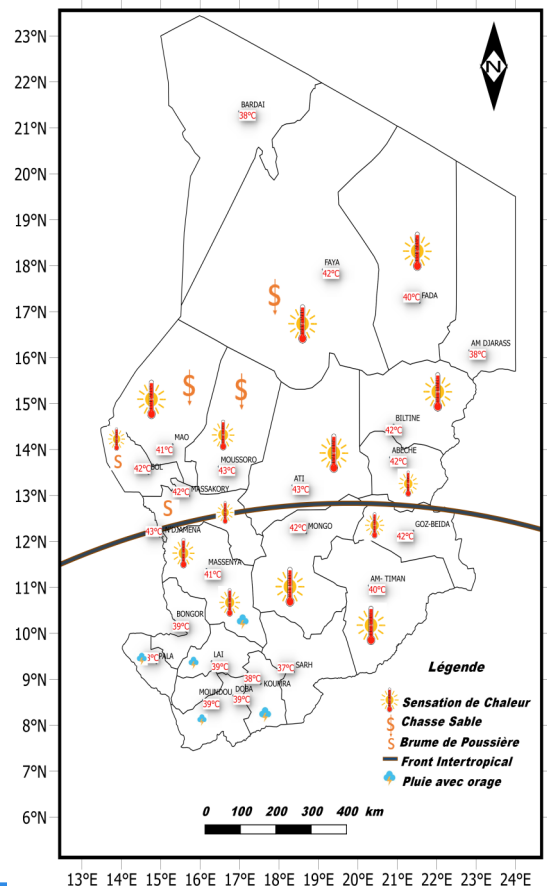 23°N
22°N
21°N
20°N
19°N
18°N
17°N
16°N
15°N
14°N
13°N
12°N
11°N
10°N
9°N
8°N
7°N
6°N
N
BARDAI
38°C
FAYA
42°C
40°C FADA
AM DJARASS
38°C
BILTINE
42°C
MAO
41°C
ABECHE
42°C
MOUSSORO
43°C
42°C BOL
ATI
43°C
42°C MASSAKORY
43°C N'DJAMENA
42°C MONGO
GOZ-BEIDA
42°C
MASSENYA
41°C
AM- TIMAN
40°C
BONGOR
39°C
PALA
LAI
39°C
37°C SARH
38°C KOUMRA
MOUNDOU
38°C
DOBA
38°C
Légende
Sensation de Chaleur
Chasse Sable
Brume de Poussière
Front Intertropical
Pluie avec orage
0 100 200 300 400 km
13°E 14°E 15°E 16°E 17°E 18°E 19°E 20°E 21°E 22°E 23°E 24°E